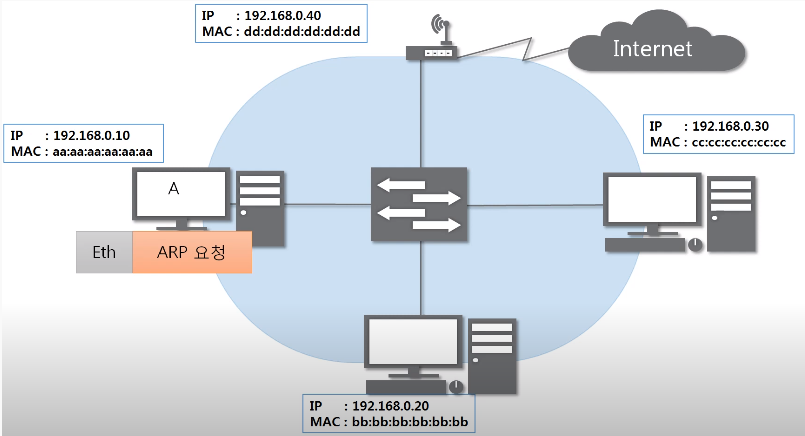 IP : 192.168.0.40
MAC : dd:dd:dd:dd:dd:dd
Internet
IP : 192.168.0.10
MAC : aa:aa:aa:aa:aa:aa
IP : 192.168.0.30
MAC : cc:cc:cc:cc:cc:cc
A
Eth
ARP 요청
IP : 192.168.0.20
MAC : bb:bb:bb:bb:bb:bb